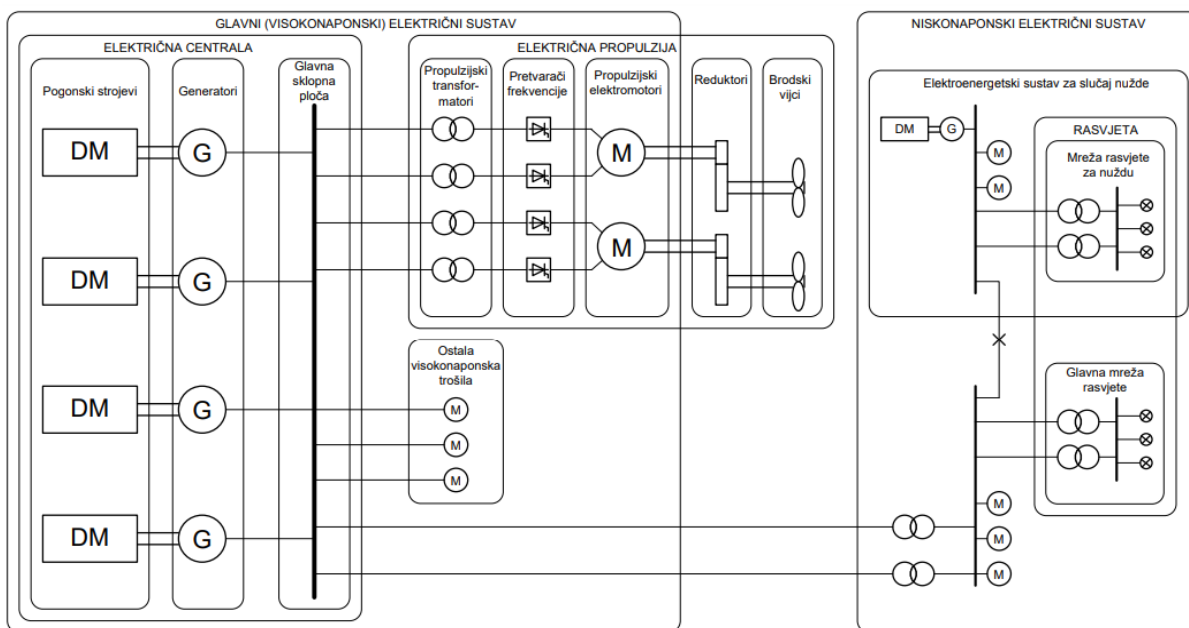 GLAVNI (VISOKONAPONSKI) ELEKTRIČNI SUSTAV
ELEKTRIČNA CENTRALA
Pogonski strojevi
Generatori
Glavna
sklopna
ploča
DM
G
DM
G
DM
G
DM
G
ELEKTRIČNA PROPULZIJA
Propulzijski
transfor-
matori
Pretvarači
frekvencije
Propulzijski
elektromotori
Reduktori
Brodski
vijci
M
M
Ostala
visokonaponska
trošila
M
M
M
NISKONAPONSKI ELEKTRIČNI SUSTAV
Elektroenergetski sustav za slučaj nužde
DM
G
M
M
RASVJETA
Mreža rasvjete
za nuždu
Glavna mreža
rasvjete
M
M
M